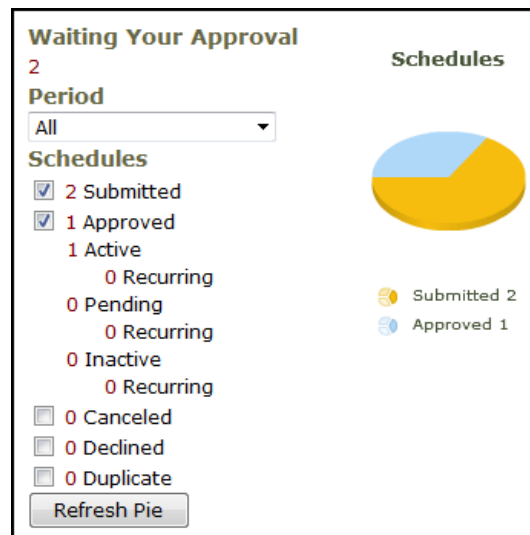 Waiting Your Approval
2
Period
All
Schedules
2 Submitted
1 Approved
1 Active
0 Recurring
0 Pending
0 Recurring
0 Inactive
0 Recurring
0 Canceled
0 Declined
0 Duplicate
Refresh Pie
Schedules
Submitted 2
Approved 1